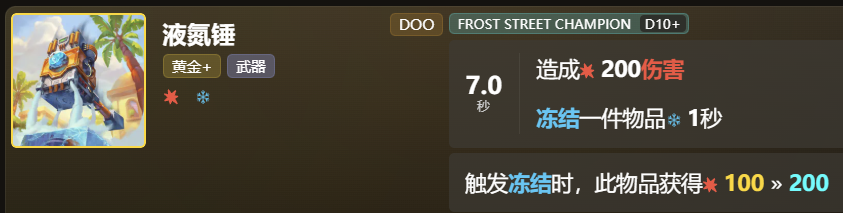 液氮锤
DOO
黄金+ 武器
FROST STREET CHAMPION D10+
7.0
秒
造成 200伤害
冻结一件物品 1秒
触发冻结时，此物品获得 100 » 200